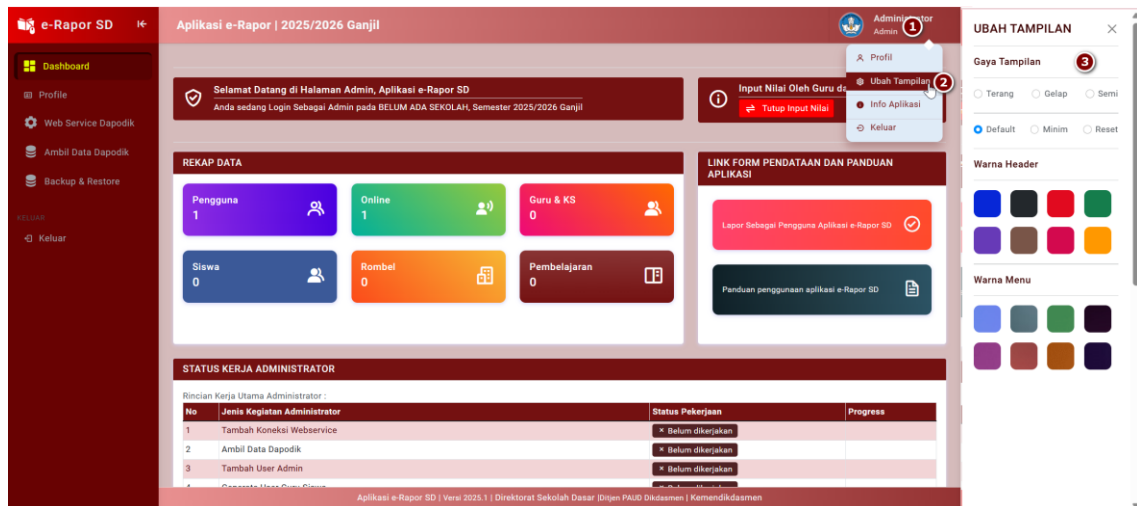 e-Rapor SD
Aplikasi e-Rapor | 2025/2026 Ganjil
Administrator
Admin
1
Dashboard
Profile
Web Service Dapodik
Ambil Data Dapodik
Backup & Restore
KELUAR
Keluar
Profil
Ubah Tampilan
2
Info Aplikasi
Keluar
Selamat Datang di Halaman Admin, Aplikasi e-Rapor SD
Anda sedang Login Sebagai Admin pada BELUM ADA SEKOLAH, Semester 2025/2026 Ganjil
Input Nilai Oleh Guru
Tutup Input Nilai
REKAP DATA
Pengguna
1
Online
1
Guru & KS
0
Siswa
0
Rombel
0
Pembelajaran
0
LINK FORM PENDATAAN DAN PANDUAN
APLIKASI
Lapor Sebagai Pengguna Aplikasi e-Rapor SD
Panduan penggunaan aplikasi e-Rapor SD
STATUS KERJA ADMINISTRATOR
Rincian Kerja Utama Administrator :
No Jenis Kegiatan Administrator Status Pekerjaan Progress
1 Tambah Koneksi Webservice × Belum dikerjakan
2 Ambil Data Dapodik × Belum dikerjakan
3 Tambah User Admin × Belum dikerjakan
Aplikasi e-Rapor SD | Versi 2025.1 | Direktorat Sekolah Dasar |Ditjen PAUD Dikdasmen | Kemendikdasmen
UBAH TAMPILAN ×
Gaya Tampilan
3
Terang Gelap Semi
Default Minim Reset
Warna Header
Warna Menu